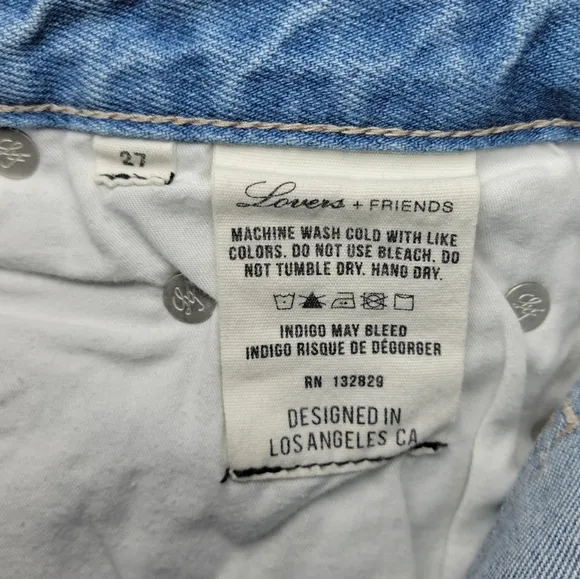 27
Lovers + FRIENDS
MACHINE WASH COLD WITH LIKE
COLORS. DO NOT USE BLEACH. DO
NOT TUMBLE DRY. HANG DRY.
INDIGO MAY BLEED
INDIGO RISQUE DE DÉGORGER
RN 132829
DESIGNED IN
LOS ANGELES CA